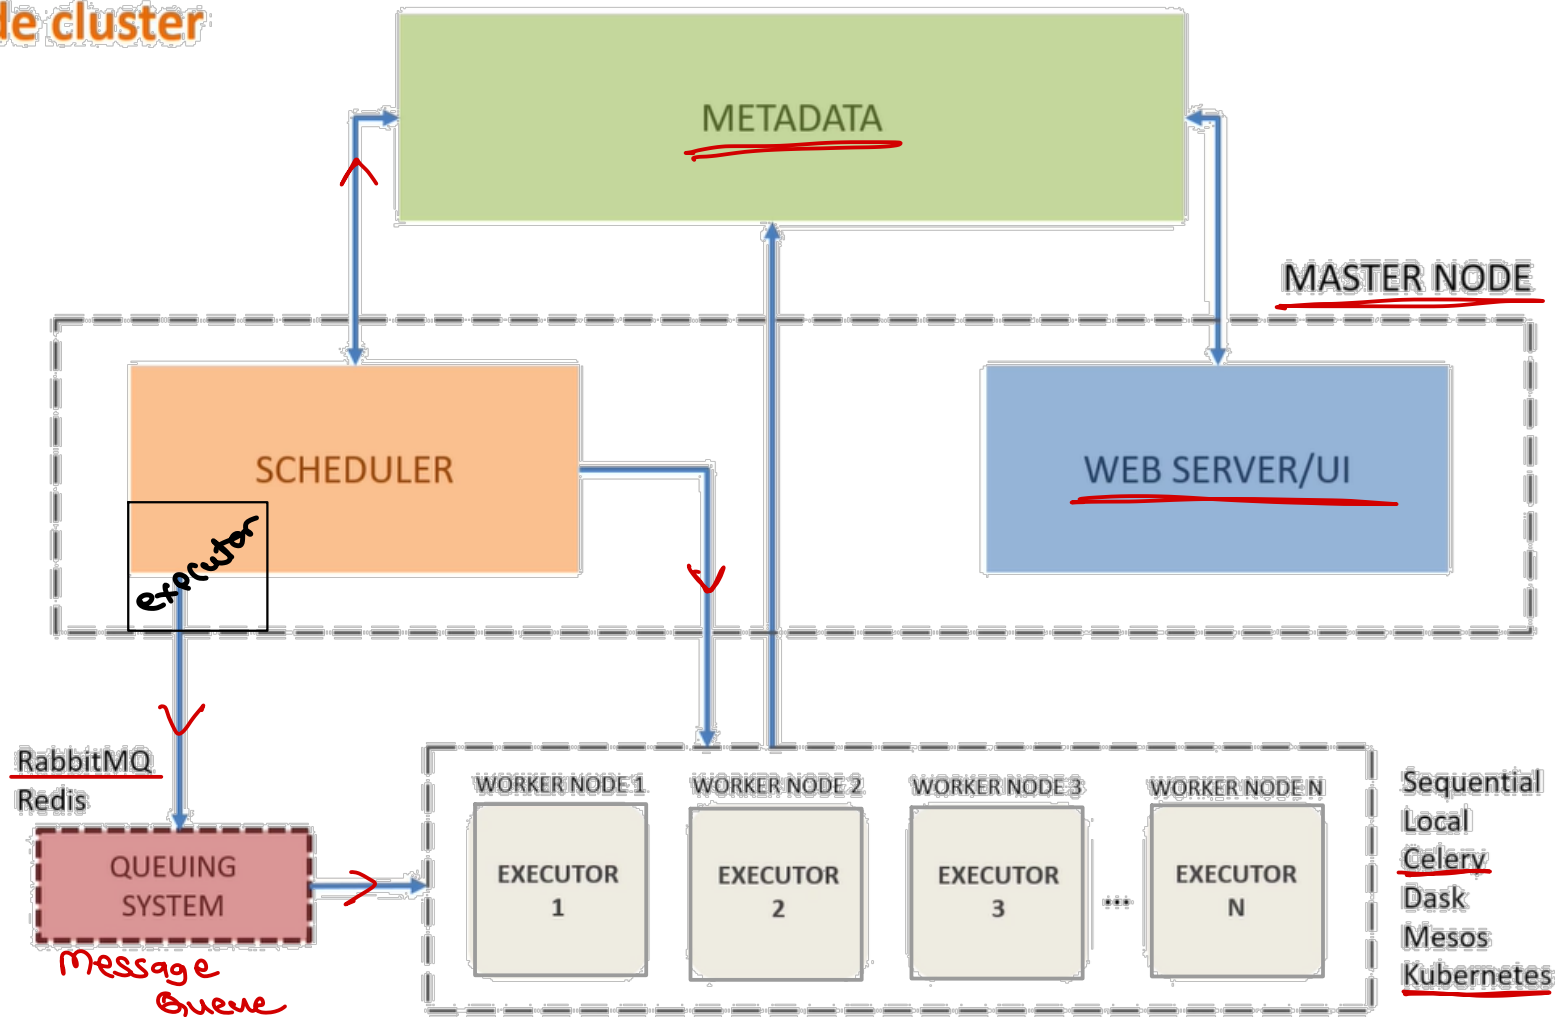 de cluster
METADATA
MASTER NODE
SCHEDULER
WEB SERVER/UI
executor
RabbitMQ
Redis
QUEUING
SYSTEM
Message
Queue
WORKER NODE 1
EXECUTOR
1
WORKER NODE 2
EXECUTOR
2
WORKER NODE 3
EXECUTOR
3
...
WORKER NODE N
EXECUTOR
N
Sequential
Local
Celery
Dask
Mesos
Kubernetes